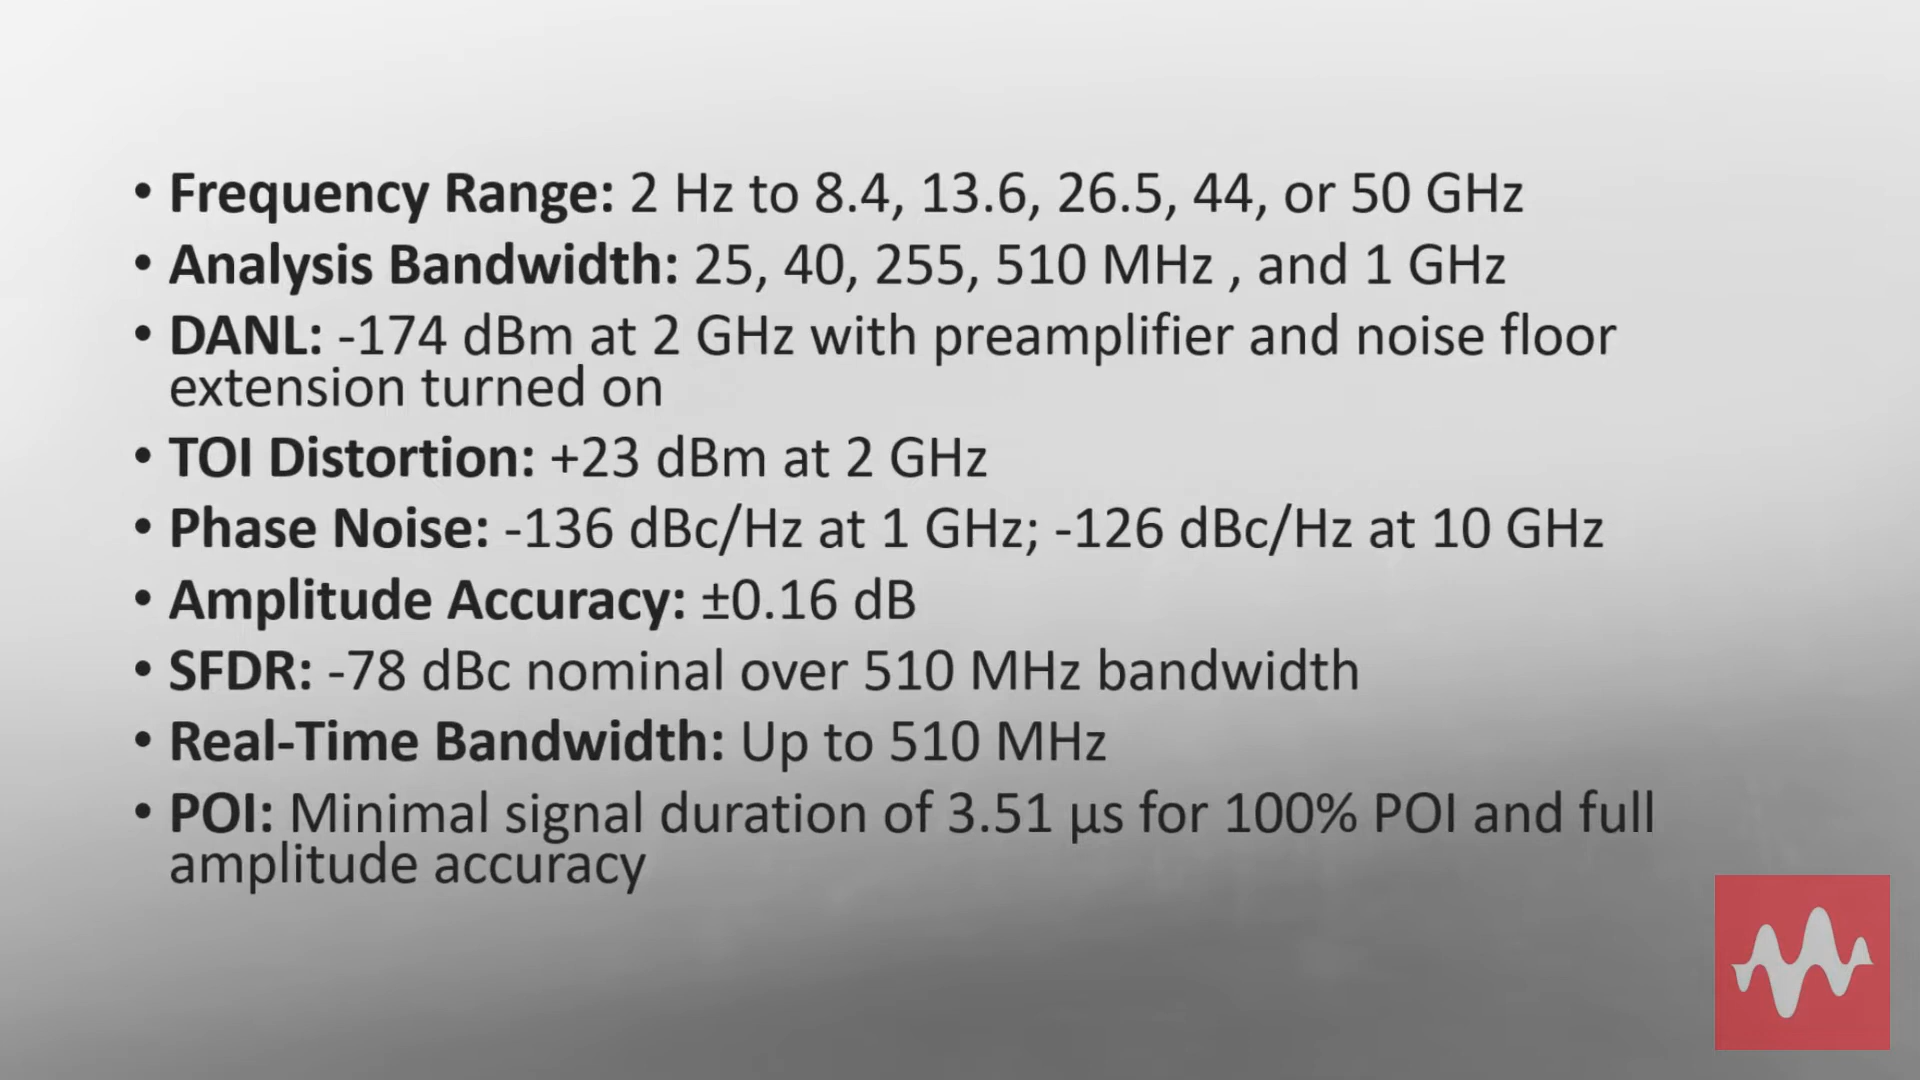 • Frequency Range: 2 Hz to 8.4, 13.6, 26.5, 44, or 50 GHz
• Analysis Bandwidth: 25, 40, 255, 510 MHz , and 1 GHz
• DANL: -174 dBm at 2 GHz with preamplifier and noise floor
extension turned on
• TOI Distortion: +23 dBm at 2 GHz
• Phase Noise: -136 dBc/Hz at 1 GHz; -126 dBc/Hz at 10 GHz
• Amplitude Accuracy: ±0.16 dB
• SFDR: -78 dBc nominal over 510 MHz bandwidth
• Real-Time Bandwidth: Up to 510 MHz
• POI: Minimal signal duration of 3.51 µs for 100% POI and full
amplitude accuracy